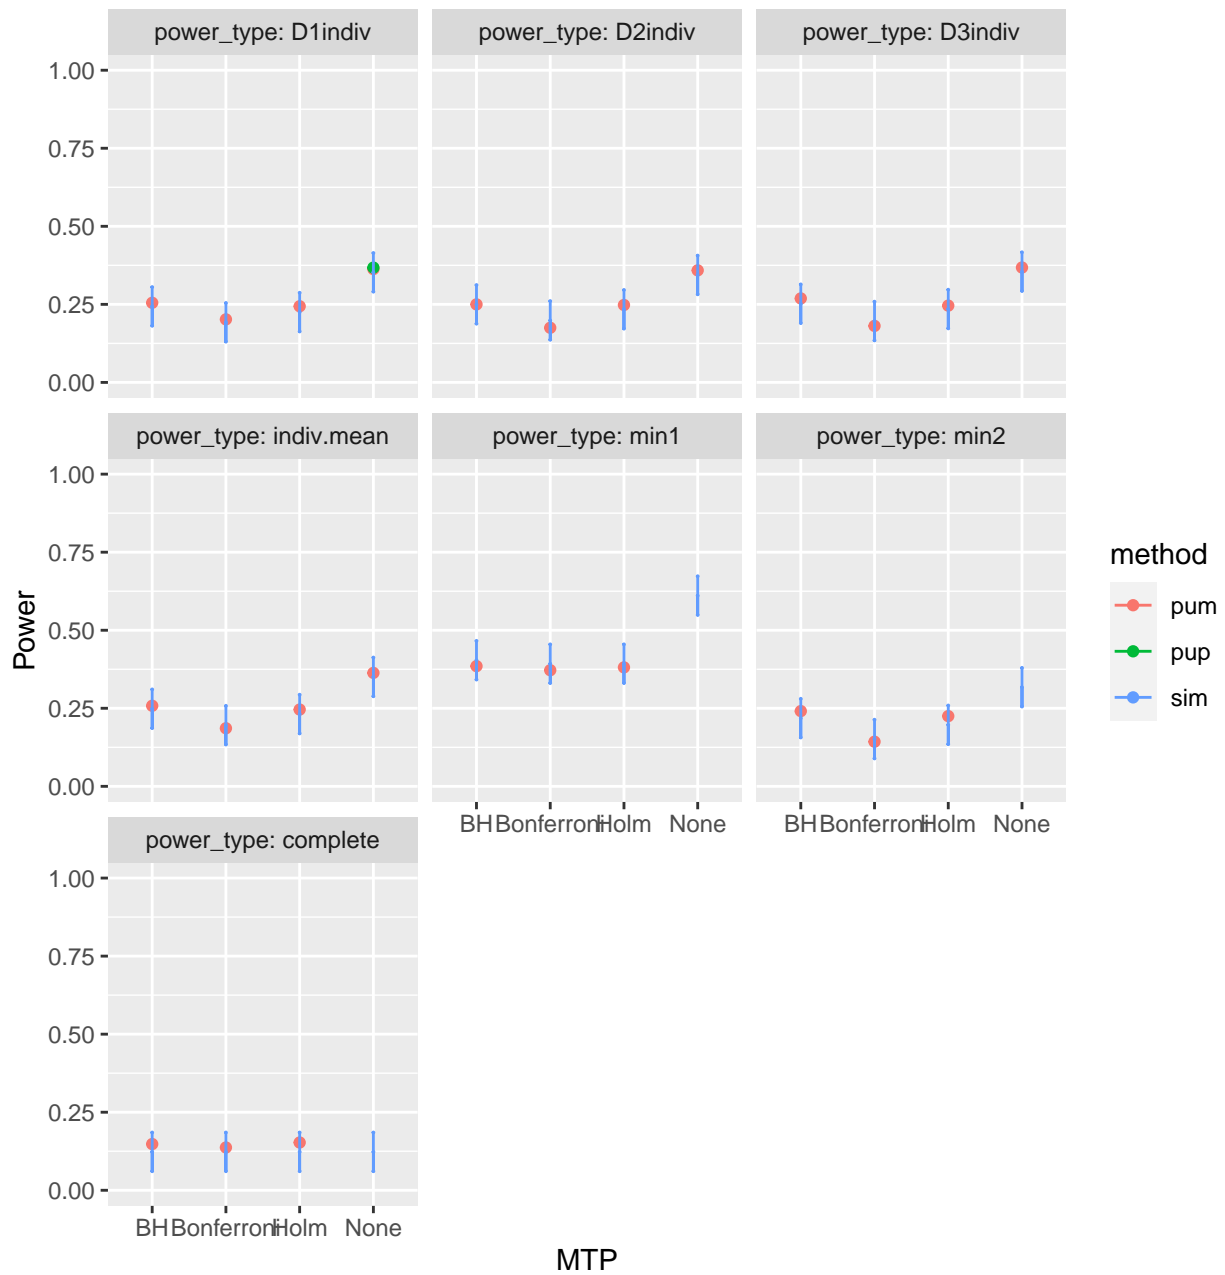 power_type: D1indiv power_type: D2indiv power_type: D3indiv
1.00
0.75
0.50
0.25
0.00
power_type: indiv.mean power_type: min1 power_type: min2
1.00
0.75
0.50
0.25
0.00
BH Bonferroni Holm None BH Bonferroni Holm None
power_type: complete
1.00
0.75
0.50
0.25
0.00
BH Bonferroni Holm None
MTP
Power
method
pum
pup
sim